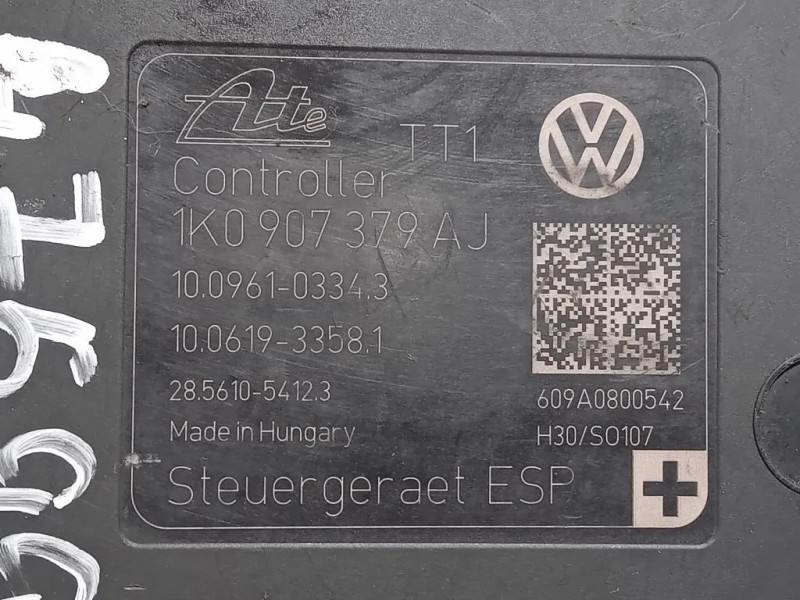 Ate
TT1
Controller
1K0 907 379 AJ
10.0961-0334.3
10.0619-3358.1
28.5610-5412.3
609A0800542
Made in Hungary
H30/SO107
Steuergeraet ESP